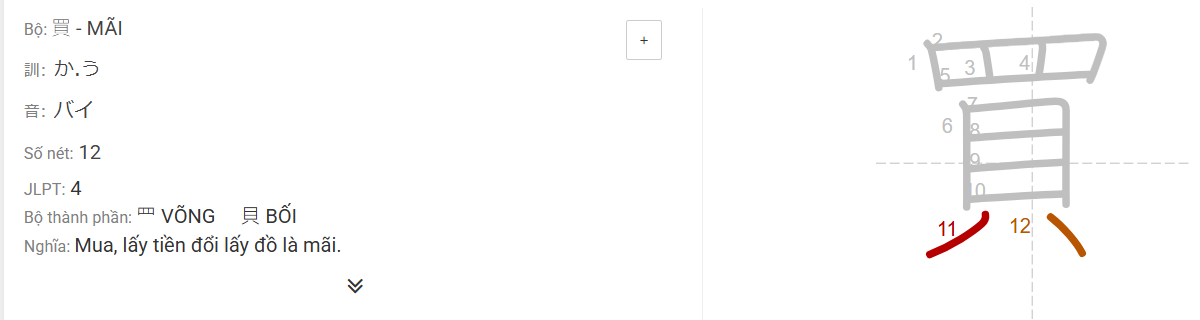 Bộ: 買 - MÃI
+
訓: か.う
音: バイ
Số nét: 12
JLPT: 4
Bộ thành phần: 罒 VÕNG 貝 BỐI
Nghĩa: Mua, lấy tiền đổi lấy đồ là mãi.
買
1 2 3 4 5
6 7 8 9 10
11 12